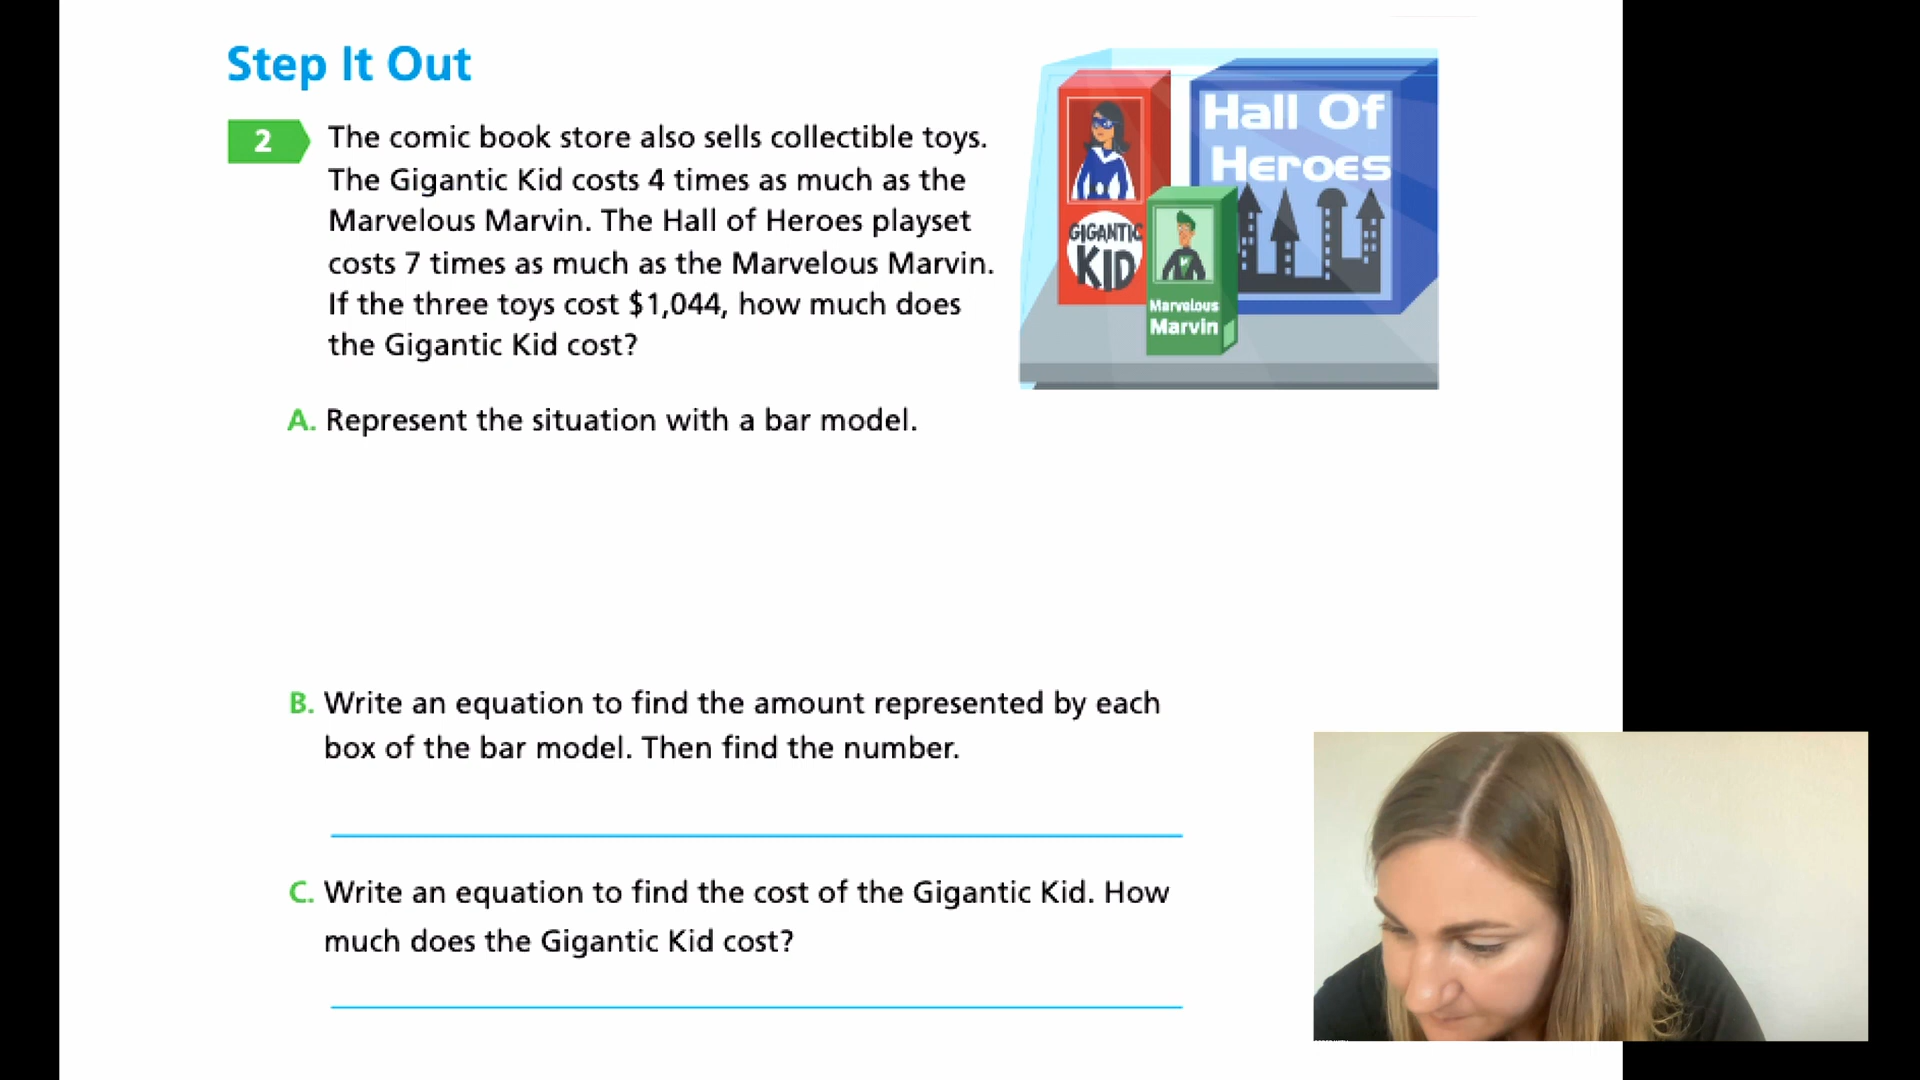 Step It Out
2 The comic book store also sells collectible toys.
The Gigantic Kid costs 4 times as much as the
Marvelous Marvin. The Hall of Heroes playset
costs 7 times as much as the Marvelous Marvin.
If the three toys cost $1,044, how much does
the Gigantic Kid cost?
Hall Of
Heroes
GIGANTIC
KID
Marvelous
Marvin
A. Represent the situation with a bar model.
B. Write an equation to find the amount represented by each
box of the bar model. Then find the number.
C. Write an equation to find the cost of the Gigantic Kid. How
much does the Gigantic Kid cost?